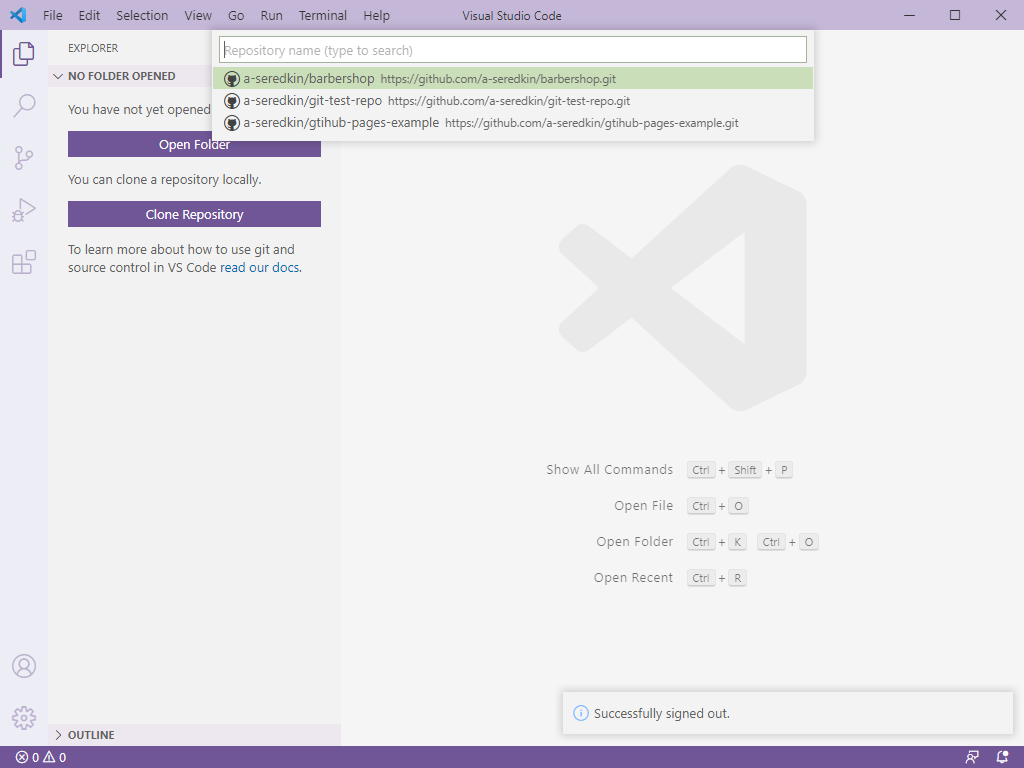 File Edit Selection View Go Run Terminal Help Visual Studio Code
EXPLORER
Repository name (type to search)
NO FOLDER OPENED
a-seredkin/barbershop https://github.com/a-seredkin/barbershop.git
a-seredkin/git-test-repo https://github.com/a-seredkin/git-test-repo.git
a-seredkin/gtihub-pages-example https://github.com/a-seredkin/gtihub-pages-example.git
You have not yet opened
Open Folder
You can clone a repository locally.
Clone Repository
To learn more about how to use git and
source control in VS Code read our docs.
Show All Commands Ctrl + Shift + P
Open File Ctrl + O
Open Folder Ctrl + K Ctrl + O
Open Recent Ctrl + R
Successfully signed out.
OUTLINE
0 0